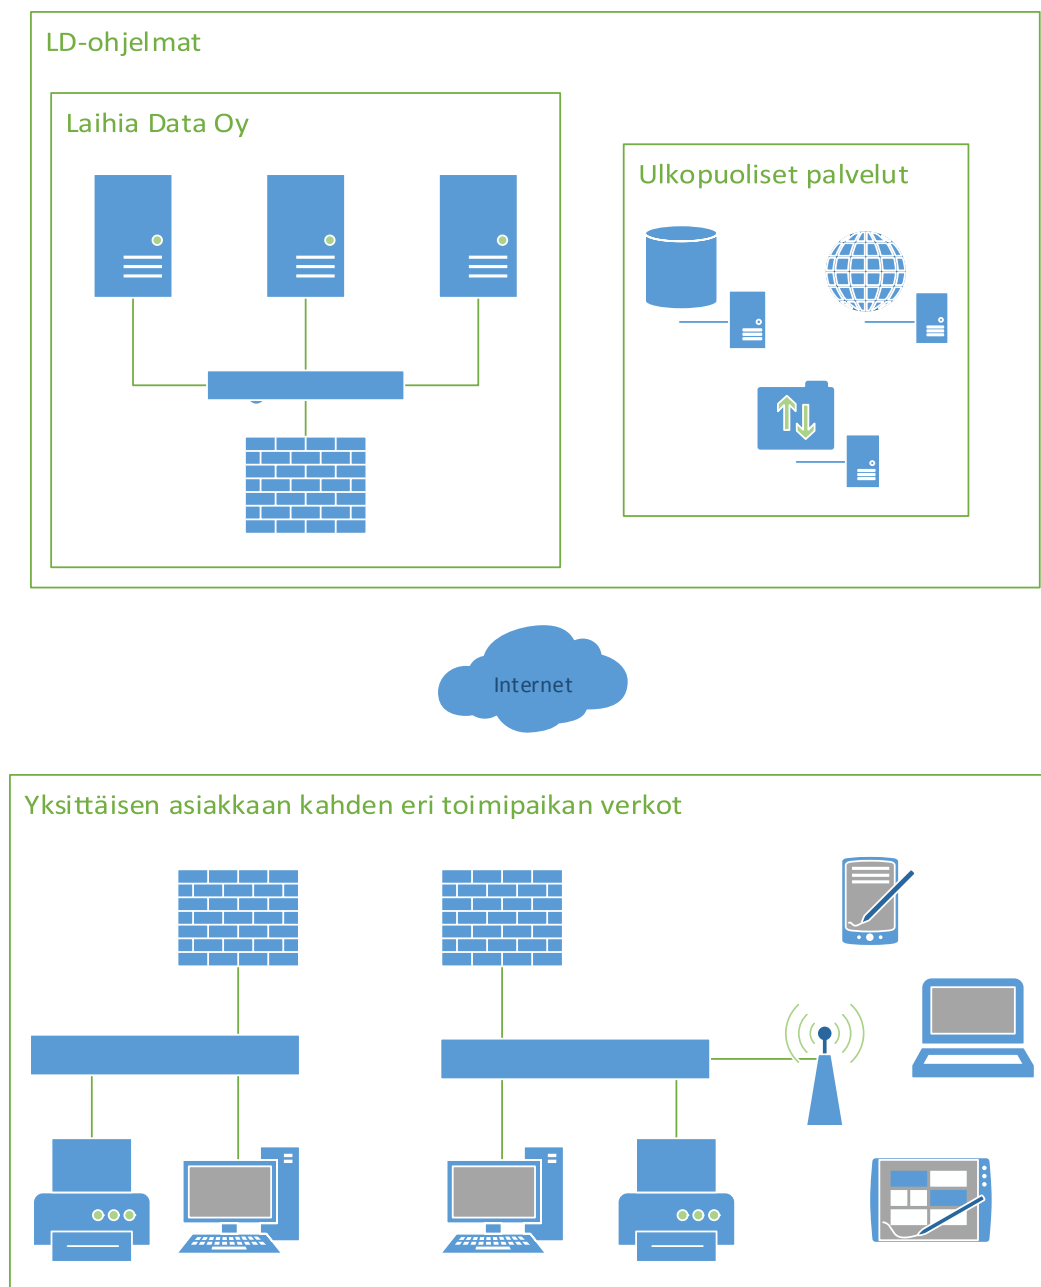 LD-ohjelmat
Laihia Data Oy
Ulkopuoliset palvelut
Internet
Yksittäisen asiakkaan kahden eri toimipaikan verkot